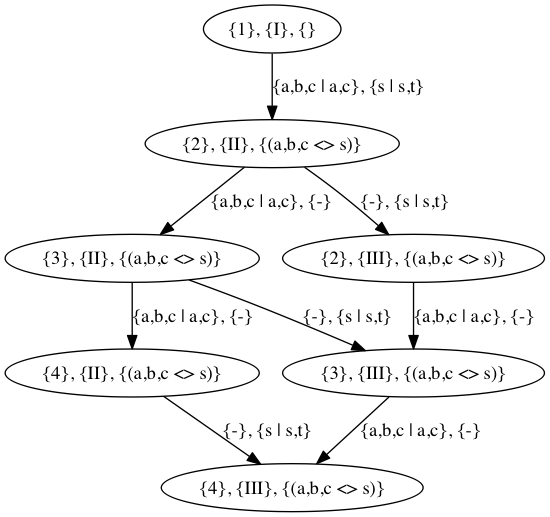 {1}, {I}, {}
{a,b,c | a,c}, {s | s,t}
{2}, {II}, {(a,b,c <> s)}
{a,b,c | a,c}, {-}
{-}, {s | s,t}
{3}, {II}, {(a,b,c <> s)}
{2}, {III}, {(a,b,c <> s)}
{a,b,c | a,c}, {-}
{-}, {s | s,t}
{a,b,c | a,c}, {-}
{4}, {II}, {(a,b,c <> s)}
{3}, {III}, {(a,b,c <> s)}
{-}, {s | s,t}
{a,b,c | a,c}, {-}
{4}, {III}, {(a,b,c <> s)}